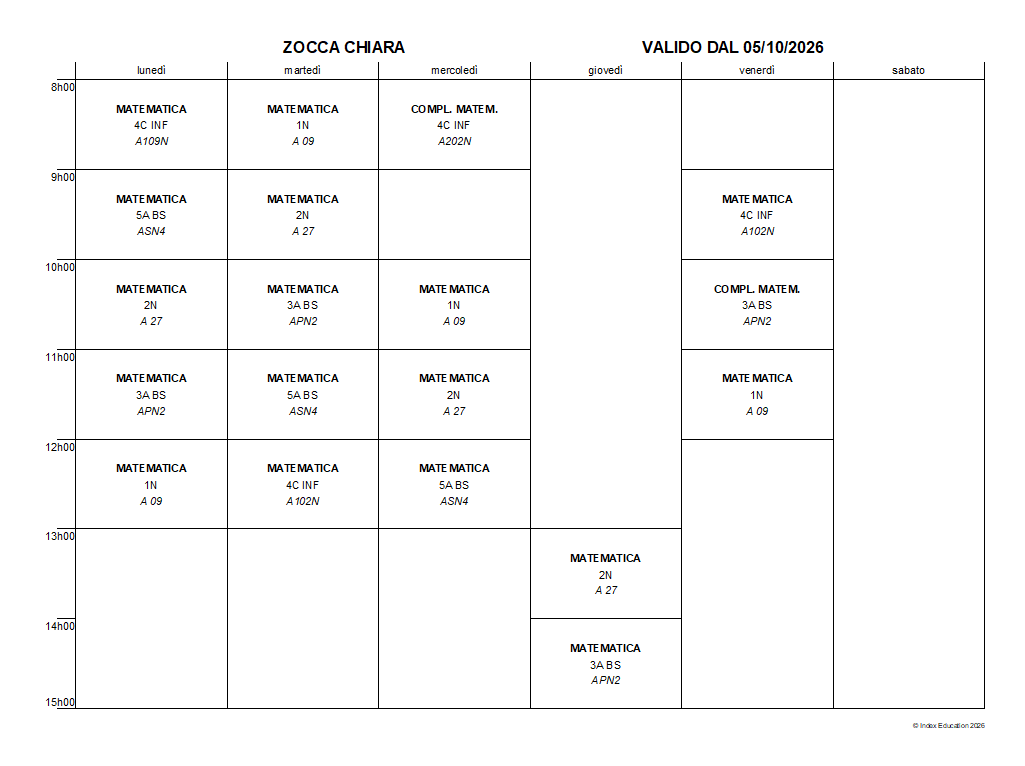 ZOCCA CHIARA
VALIDO DAL 05/10/2026
lunedì
martedì
mercoledì
giovedì
venerdì
sabato
8h00
MATEMATICA
4C INF
A109N
MATEMATICA
1N
A 09
COMPL. MATEM.
4C INF
A202N
9h00
MATEMATICA
5A BS
ASN4
MATEMATICA
2N
A 27
MATEMATICA
4C INF
A102N
10h00
MATEMATICA
2N
A 27
MATEMATICA
3A BS
APN2
MATEMATICA
1N
A 09
COMPL. MATEM.
3A BS
APN2
11h00
MATEMATICA
3A BS
APN2
MATEMATICA
5A BS
ASN4
MATEMATICA
2N
A 27
MATEMATICA
1N
A 09
12h00
MATEMATICA
1N
A 09
MATEMATICA
4C INF
A102N
MATEMATICA
5A BS
ASN4
13h00
MATEMATICA
2N
A 27
14h00
MATEMATICA
3A BS
APN2
15h00
© Index Education 2026